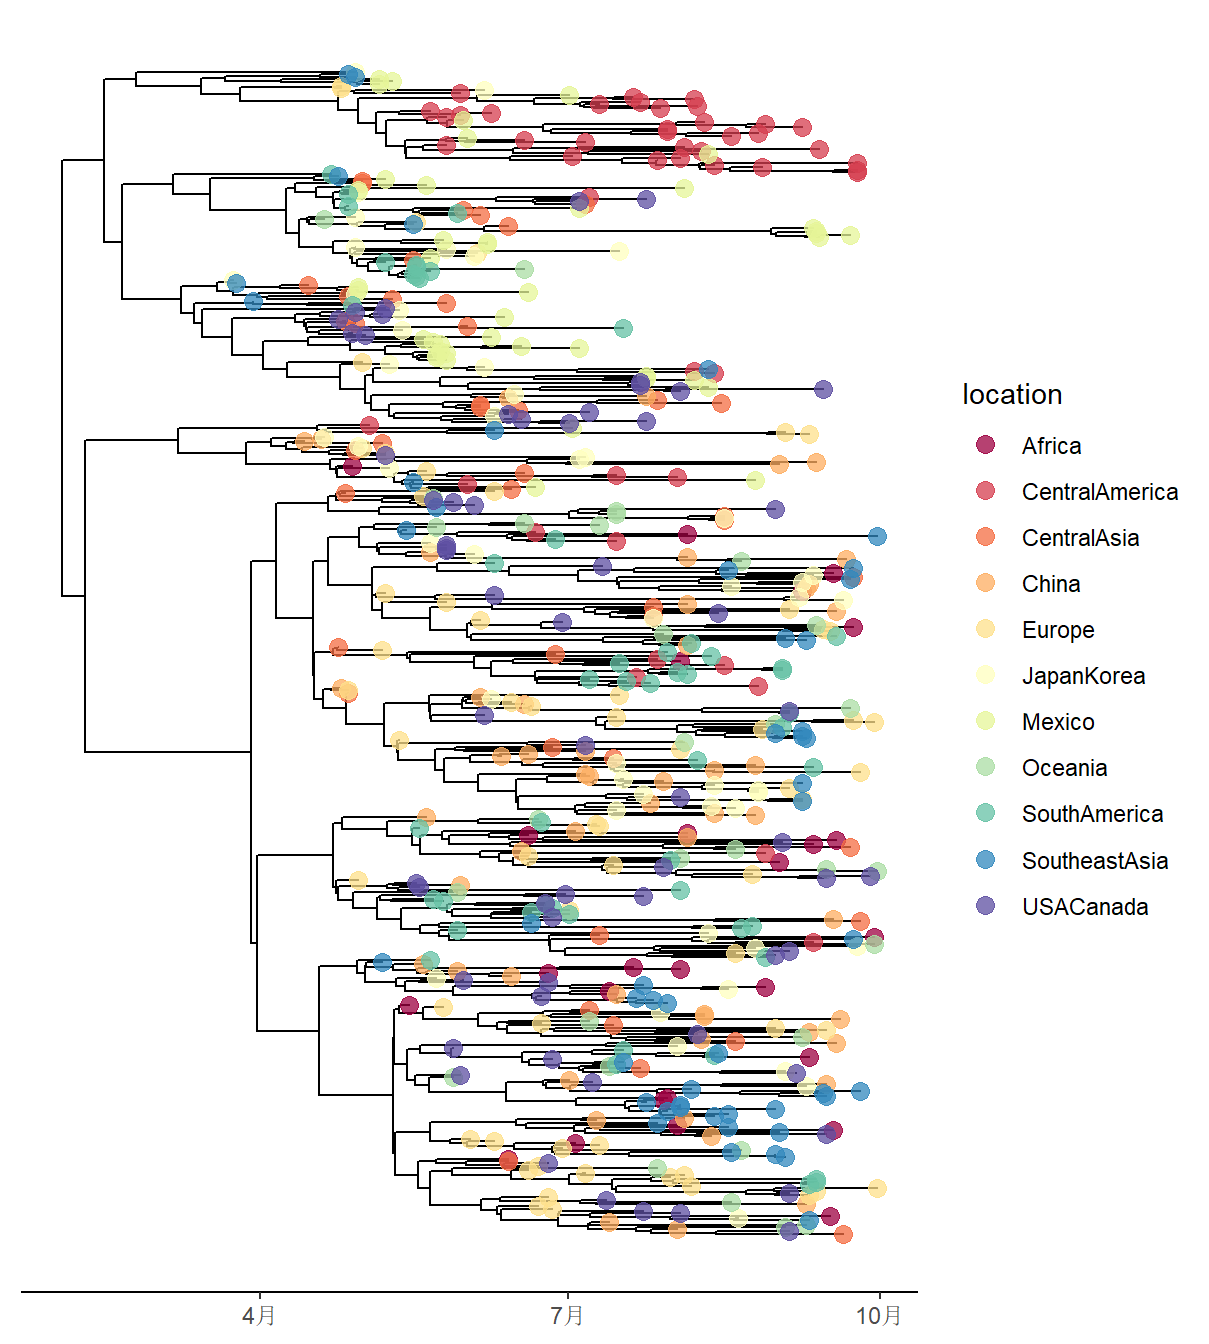 location
Africa
CentralAmerica
CentralAsia
China
Europe
JapanKorea
Mexico
Oceania
SouthAmerica
SoutheastAsia
USACanada
4月 7月 10月